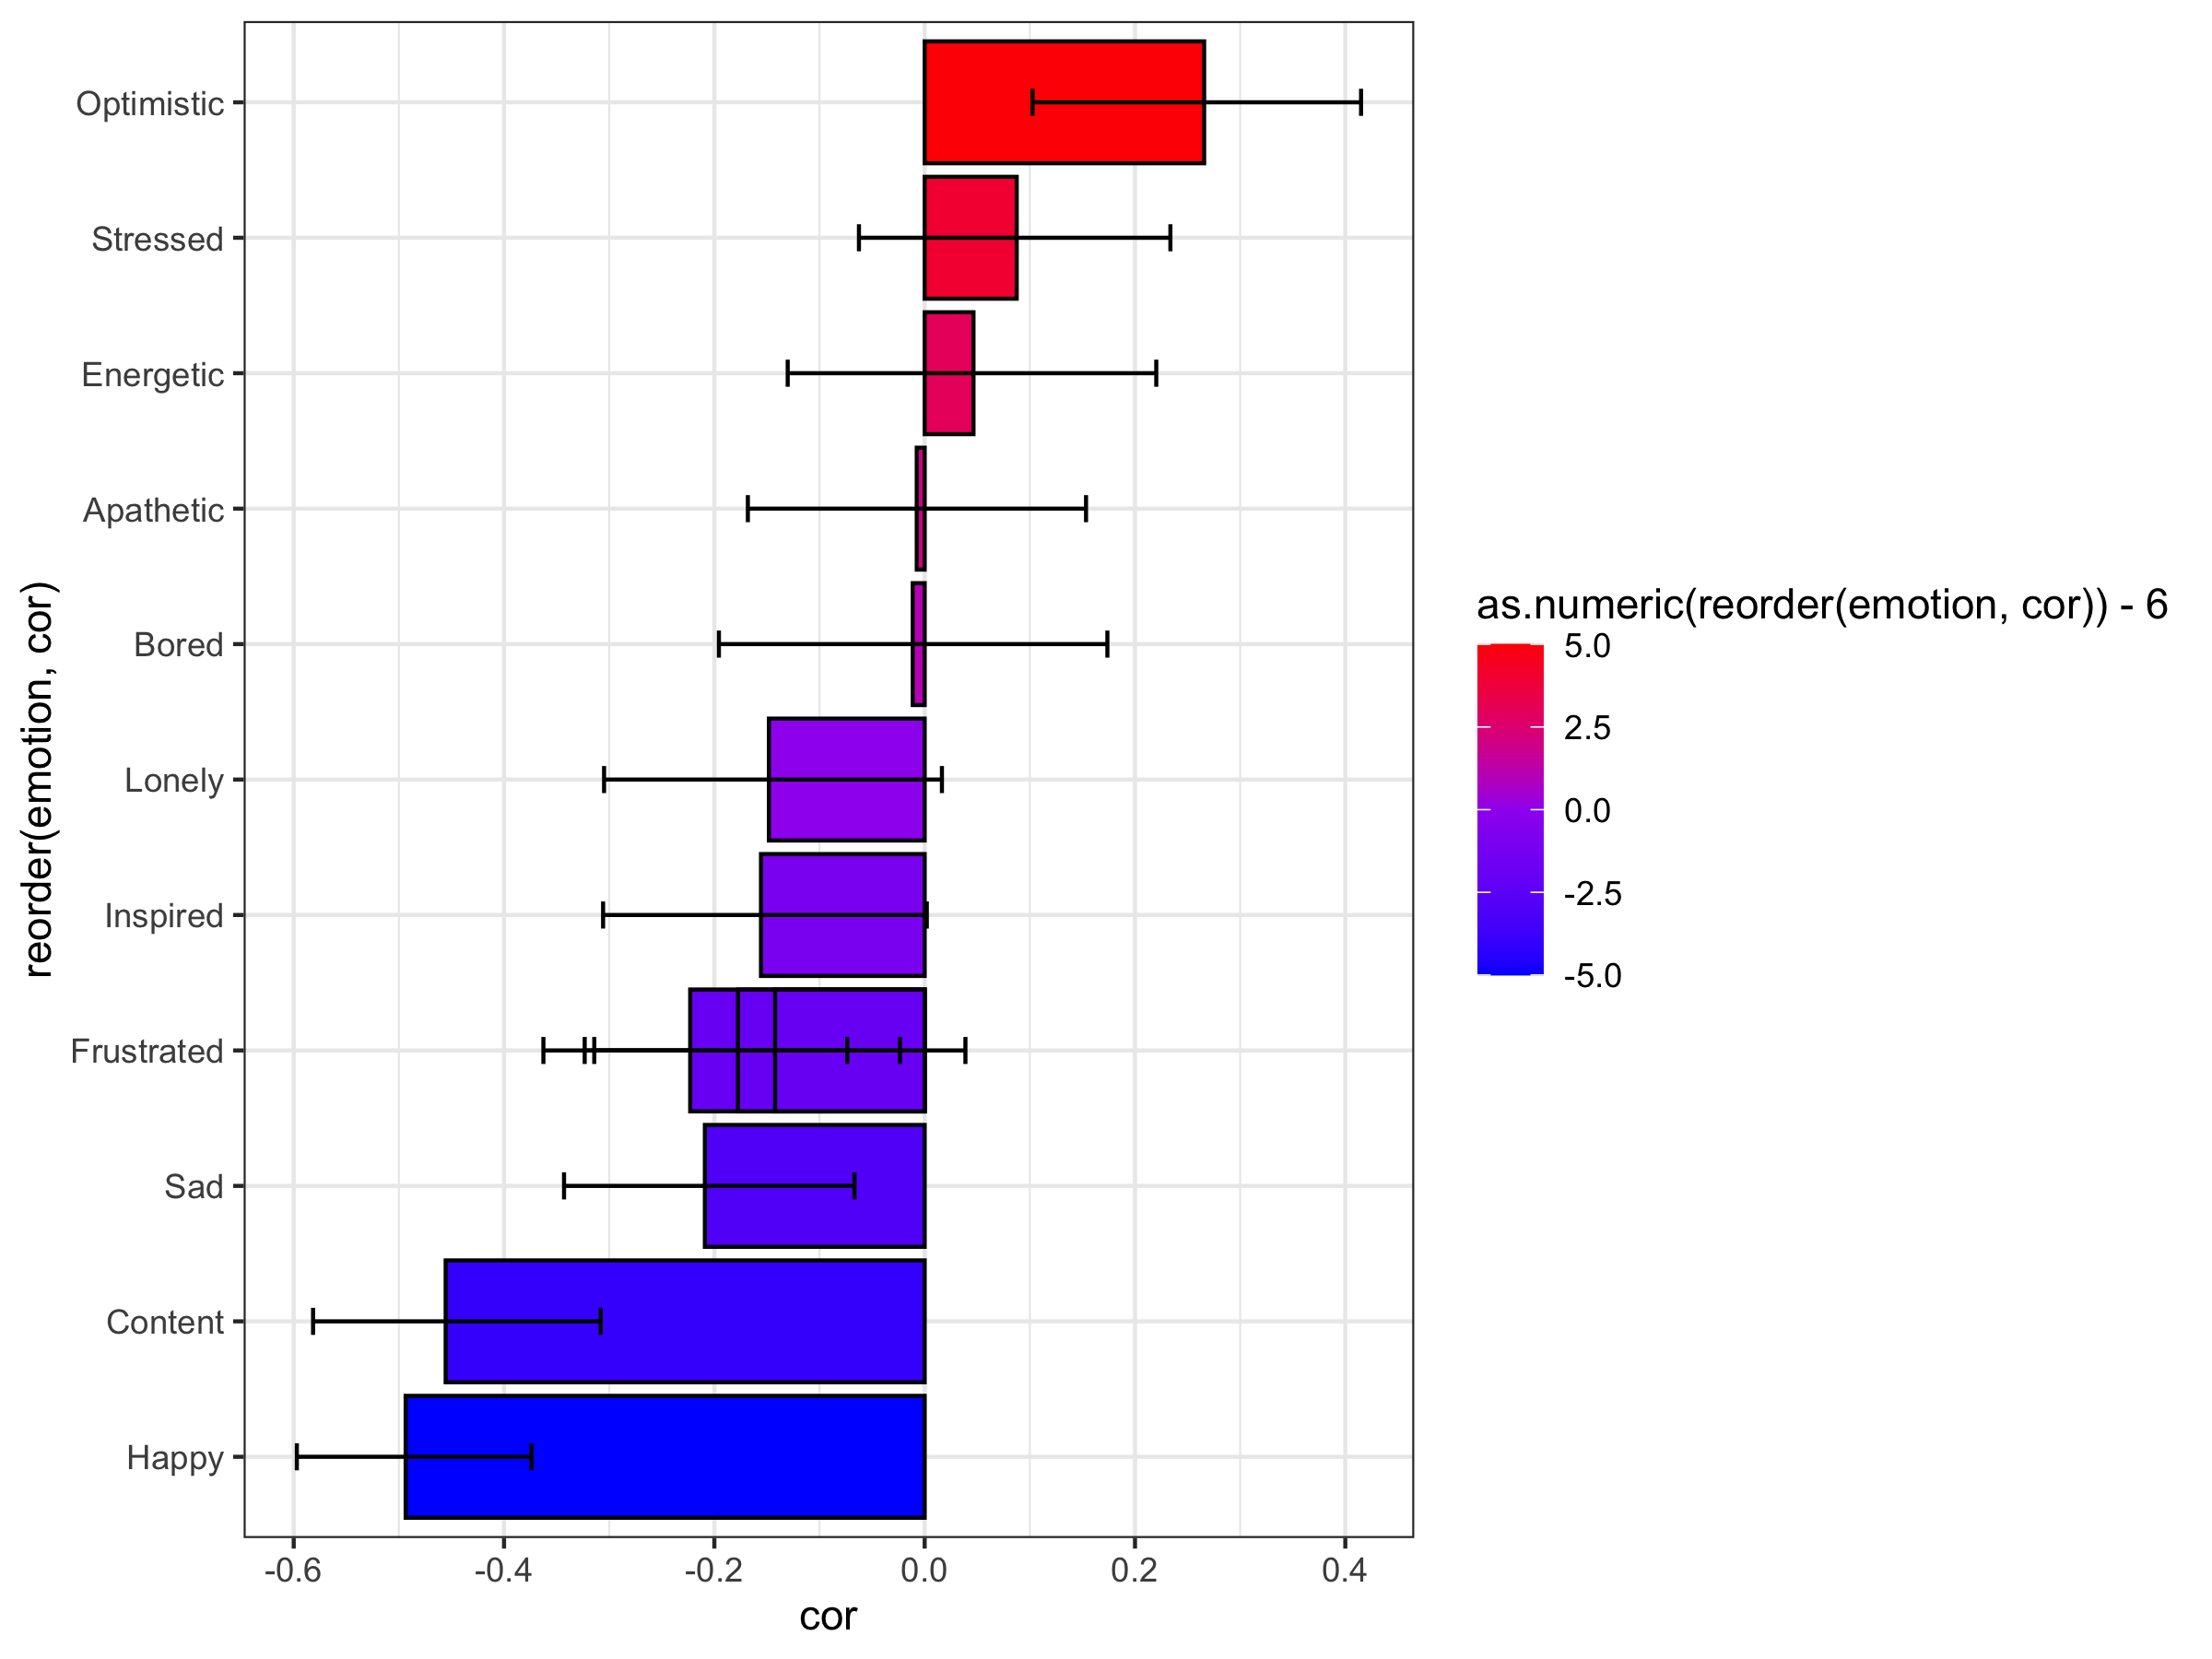 reorder(emotion, cor)
Optimistic
Stressed
Energetic
Apathetic
Bored
Lonely
Inspired
Frustrated
Sad
Content
Happy
-0.6 -0.4 -0.2 0.0 0.2 0.4
cor
as.numeric(reorder(emotion, cor)) - 6
5.0
2.5
0.0
-2.5
-5.0